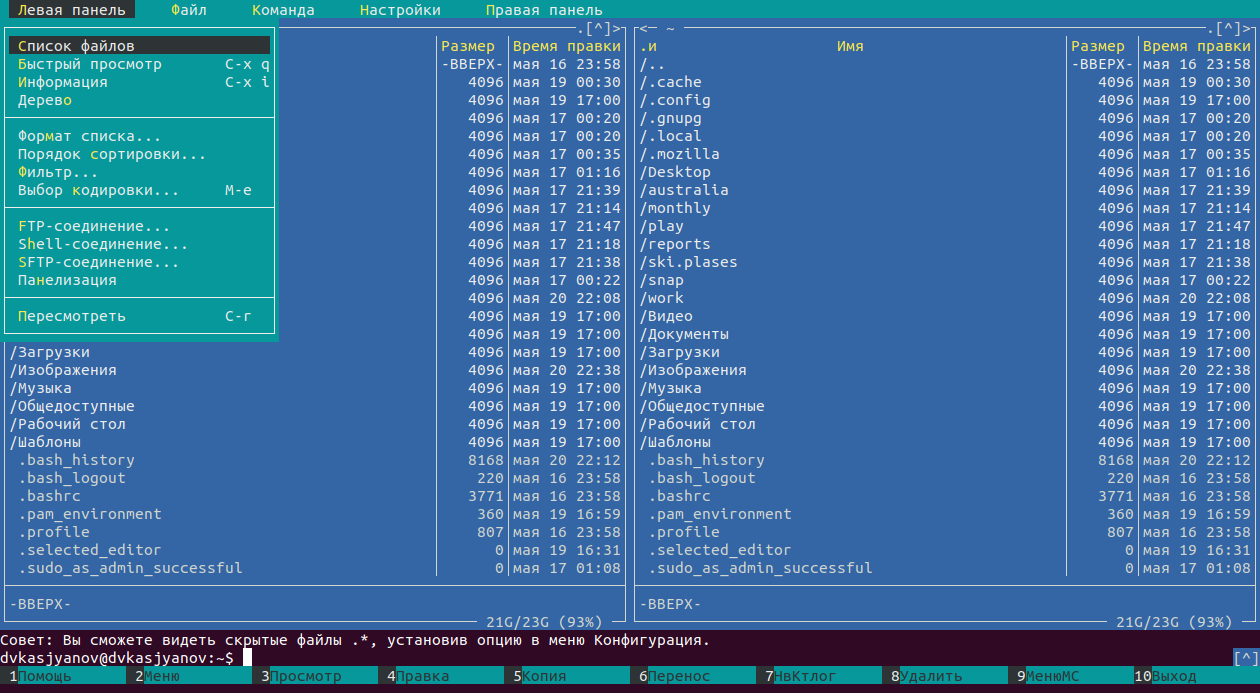 Левая панель Файл Команда Настройки Правая панель
.[^]> <─ ~ .[^]>
Список файлов Размер Время правки .и Имя Размер Время правки
Быстрый просмотр C-x q -ВВЕРХ- мая 16 23:58 /.. -ВВЕРХ- мая 16 23:58
Информация C-x i 4096 мая 19 00:30 /.cache 4096 мая 19 00:30
Дерево 4096 мая 19 17:00 /.config 4096 мая 19 17:00
4096 мая 17 00:20 /.gnupg 4096 мая 17 00:20
Формат списка... 4096 мая 17 00:20 /.local 4096 мая 17 00:20
Порядок сортировки... 4096 мая 17 00:35 /.mozilla 4096 мая 17 00:35
Фильтр... 4096 мая 17 01:16 /Desktop 4096 мая 17 01:16
Выбор кодировки... M-e 4096 мая 17 21:39 /australia 4096 мая 17 21:39
4096 мая 17 21:14 /monthly 4096 мая 17 21:14
FTP-соединение... 4096 мая 17 21:47 /play 4096 мая 17 21:47
Shell-соединение... 4096 мая 17 21:18 /reports 4096 мая 17 21:18
SFTP-соединение... 4096 мая 17 21:38 /ski.plases 4096 мая 17 21:38
Панелизация 4096 мая 17 00:22 /snap 4096 мая 17 00:22
4096 мая 20 22:08 /work 4096 мая 20 22:08
Пересмотреть C-r 4096 мая 19 17:00 /Видео 4096 мая 19 17:00
4096 мая 19 17:00 /Документы 4096 мая 19 17:00
/Загрузки 4096 мая 19 17:00 /Загрузки 4096 мая 19 17:00
/Изображения 4096 мая 20 22:38 /Изображения 4096 мая 20 22:38
/Музыка 4096 мая 19 17:00 /Музыка 4096 мая 19 17:00
/Общедоступные 4096 мая 19 17:00 /Общедоступные 4096 мая 19 17:00
/Рабочий стол 4096 мая 19 17:00 /Рабочий стол 4096 мая 19 17:00
/Шаблоны 4096 мая 19 17:00 /Шаблоны 4096 мая 19 17:00
.bash_history 8168 мая 20 22:12 .bash_history 8168 мая 20 22:12
.bash_logout 220 мая 16 23:58 .bash_logout 220 мая 16 23:58
.bashrc 3771 мая 16 23:58 .bashrc 3771 мая 16 23:58
.pam_environment 360 мая 19 16:59 .pam_environment 360 мая 19 16:59
.profile 807 мая 16 23:58 .profile 807 мая 16 23:58
.selected_editor 0 мая 19 16:31 .selected_editor 0 мая 19 16:31
.sudo_as_admin_successful 0 мая 17 01:08 .sudo_as_admin_successful 0 мая 17 01:08
-ВВЕРХ- -ВВЕРХ-
21G/23G (93%) 21G/23G (93%)
Совет: Вы сможете видеть скрытые файлы .*, установив опцию в меню Конфигурация.
dvkasjyanov@dvkasjyanov:~$ [^]
1Помощь 2Меню 3Просмотр 4Правка 5Копия 6Перенос 7НвКтлог 8Удалить 9МенюMC 10Выход